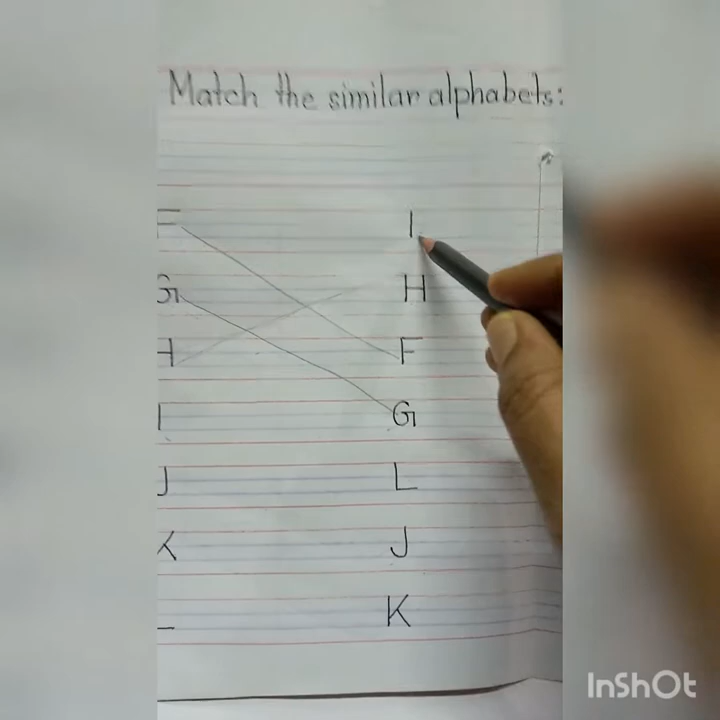 Match the similar alphabets:
F I
G H
H F
I G
J L
K J
L K
InShOt